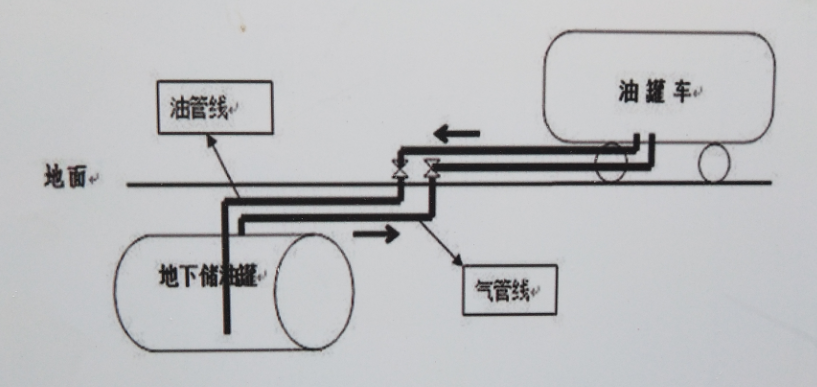 油罐车
油管线
地面
地下储油罐
气管线